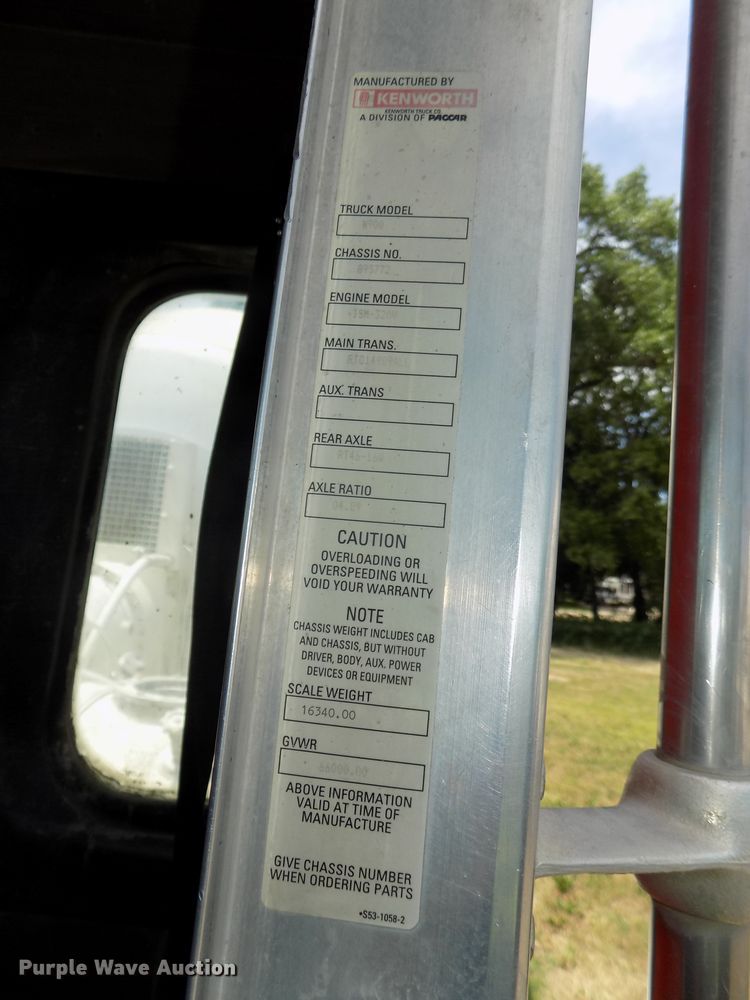 MANUFACTURED BY
KENWORTH
KENWORTH TRUCK CO.
A DIVISION OF PACCAR
TRUCK MODEL
W900
CHASSIS NO.
ENGINE MODEL
MAIN TRANS.
AUX. TRANS
REAR AXLE
AXLE RATIO
CAUTION
OVERLOADING OR
OVERSPEEDING WILL
VOID YOUR WARRANTY
NOTE
CHASSIS WEIGHT INCLUDES CAB
AND CHASSIS, BUT WITHOUT
DRIVER, BODY, AUX. POWER
DEVICES OR EQUIPMENT
SCALE WEIGHT
16340.00
GVWR
66000.00
ABOVE INFORMATION
VALID AT TIME OF
MANUFACTURE
GIVE CHASSIS NUMBER
WHEN ORDERING PARTS
*S53-1058-2
Purple Wave Auction